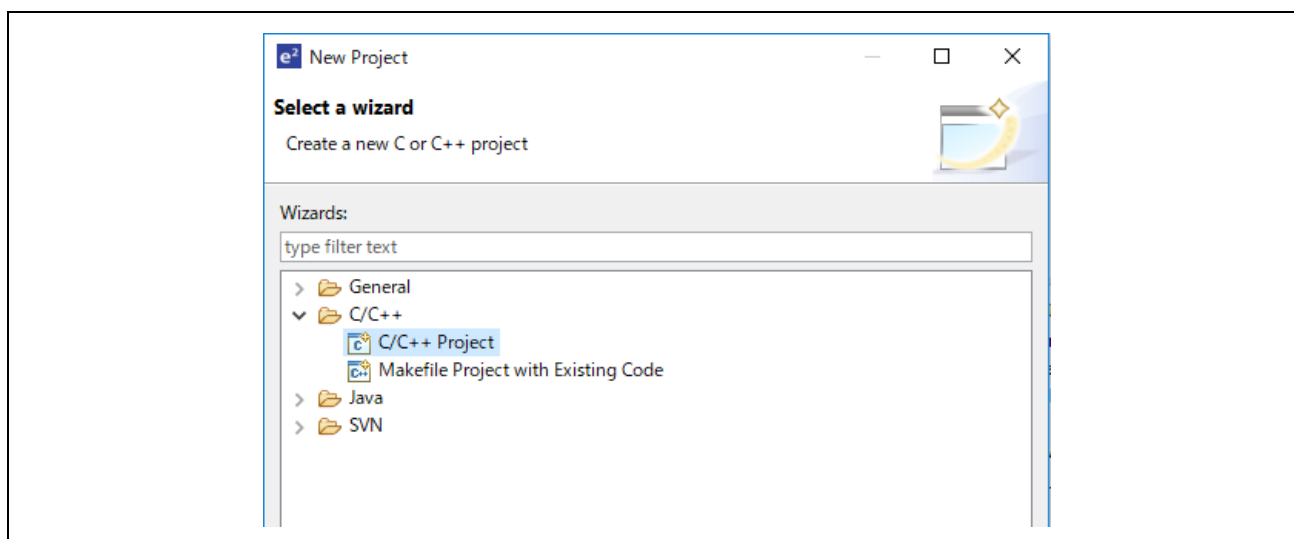 e² New Project
Select a wizard
Create a new C or C++ project
Wizards:
type filter text
General
C/C++
C/C++ Project
Makefile Project with Existing Code
Java
SVN